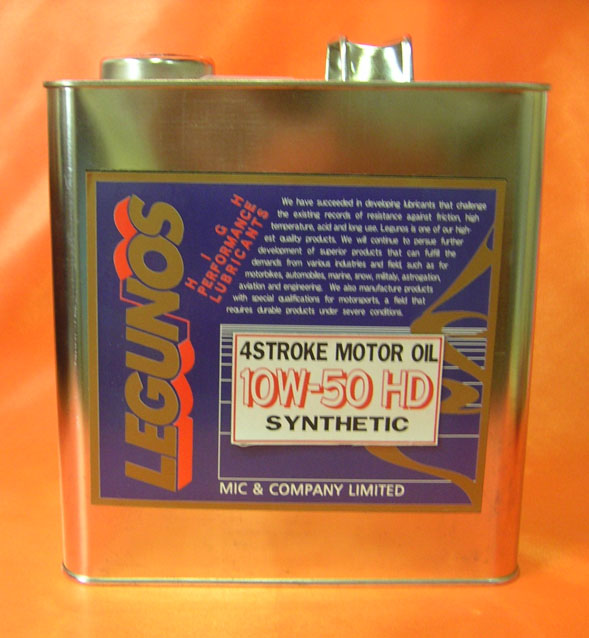 LEGUNOS
HIGH
PERFORMANCE
LUBRICANTS
We have succeeded in developing lubricants that challenge
the existing records of resistance against friction, high
temperature, acid and long use. Legunos is one of our high-
est quality products. We will continue to persue further
development of superior products that can fulfill the
demands from various industries and field, such as for
motorbikes, automobiles, marine, snow, militaly, astrogation,
aviation and engineering. We also manufacture products
with special qualifications for motorsports, a field that
requires durable products under severe conditions.
4STROKE MOTOR OIL
10W-50 HD
SYNTHETIC
MIC & COMPANY LIMITED